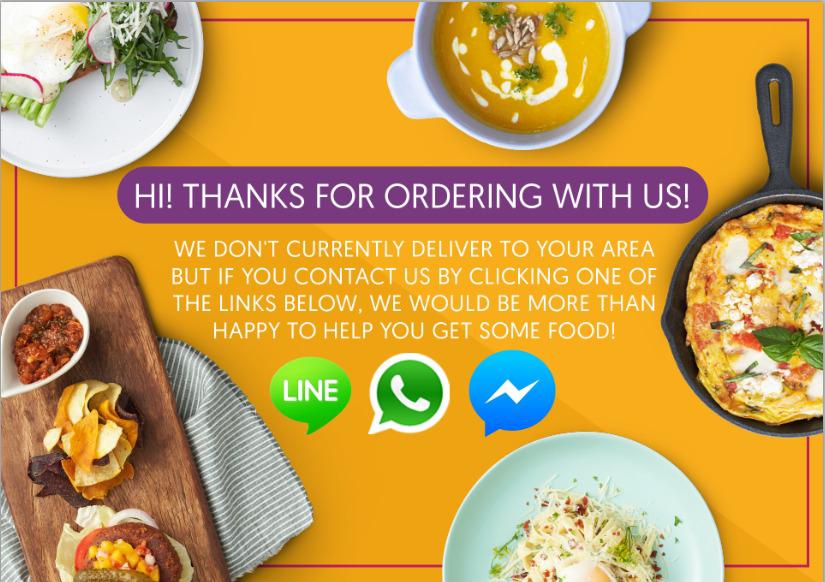 HI! THANKS FOR ORDERING WITH US!
WE DON'T CURRENTLY DELIVER TO YOUR AREA
BUT IF YOU CONTACT US BY CLICKING ONE OF
THE LINKS BELOW, WE WOULD BE MORE THAN
HAPPY TO HELP YOU GET SOME FOOD!
LINE